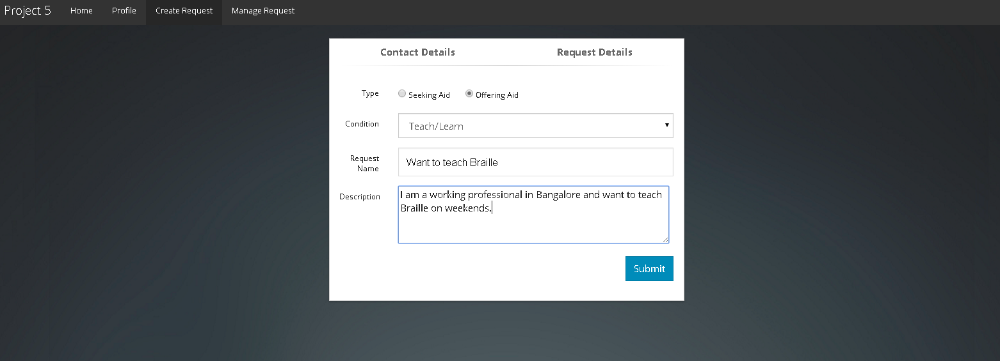 Project 5 Home Profile Create Request Manage Request
Contact Details Request Details
Type Seeking Aid Offering Aid
Condition Teach/Learn
Request
Name
Want to teach Braille
Description
I am a working professional in Bangalore and want to teach
Braille on weekends.
Submit